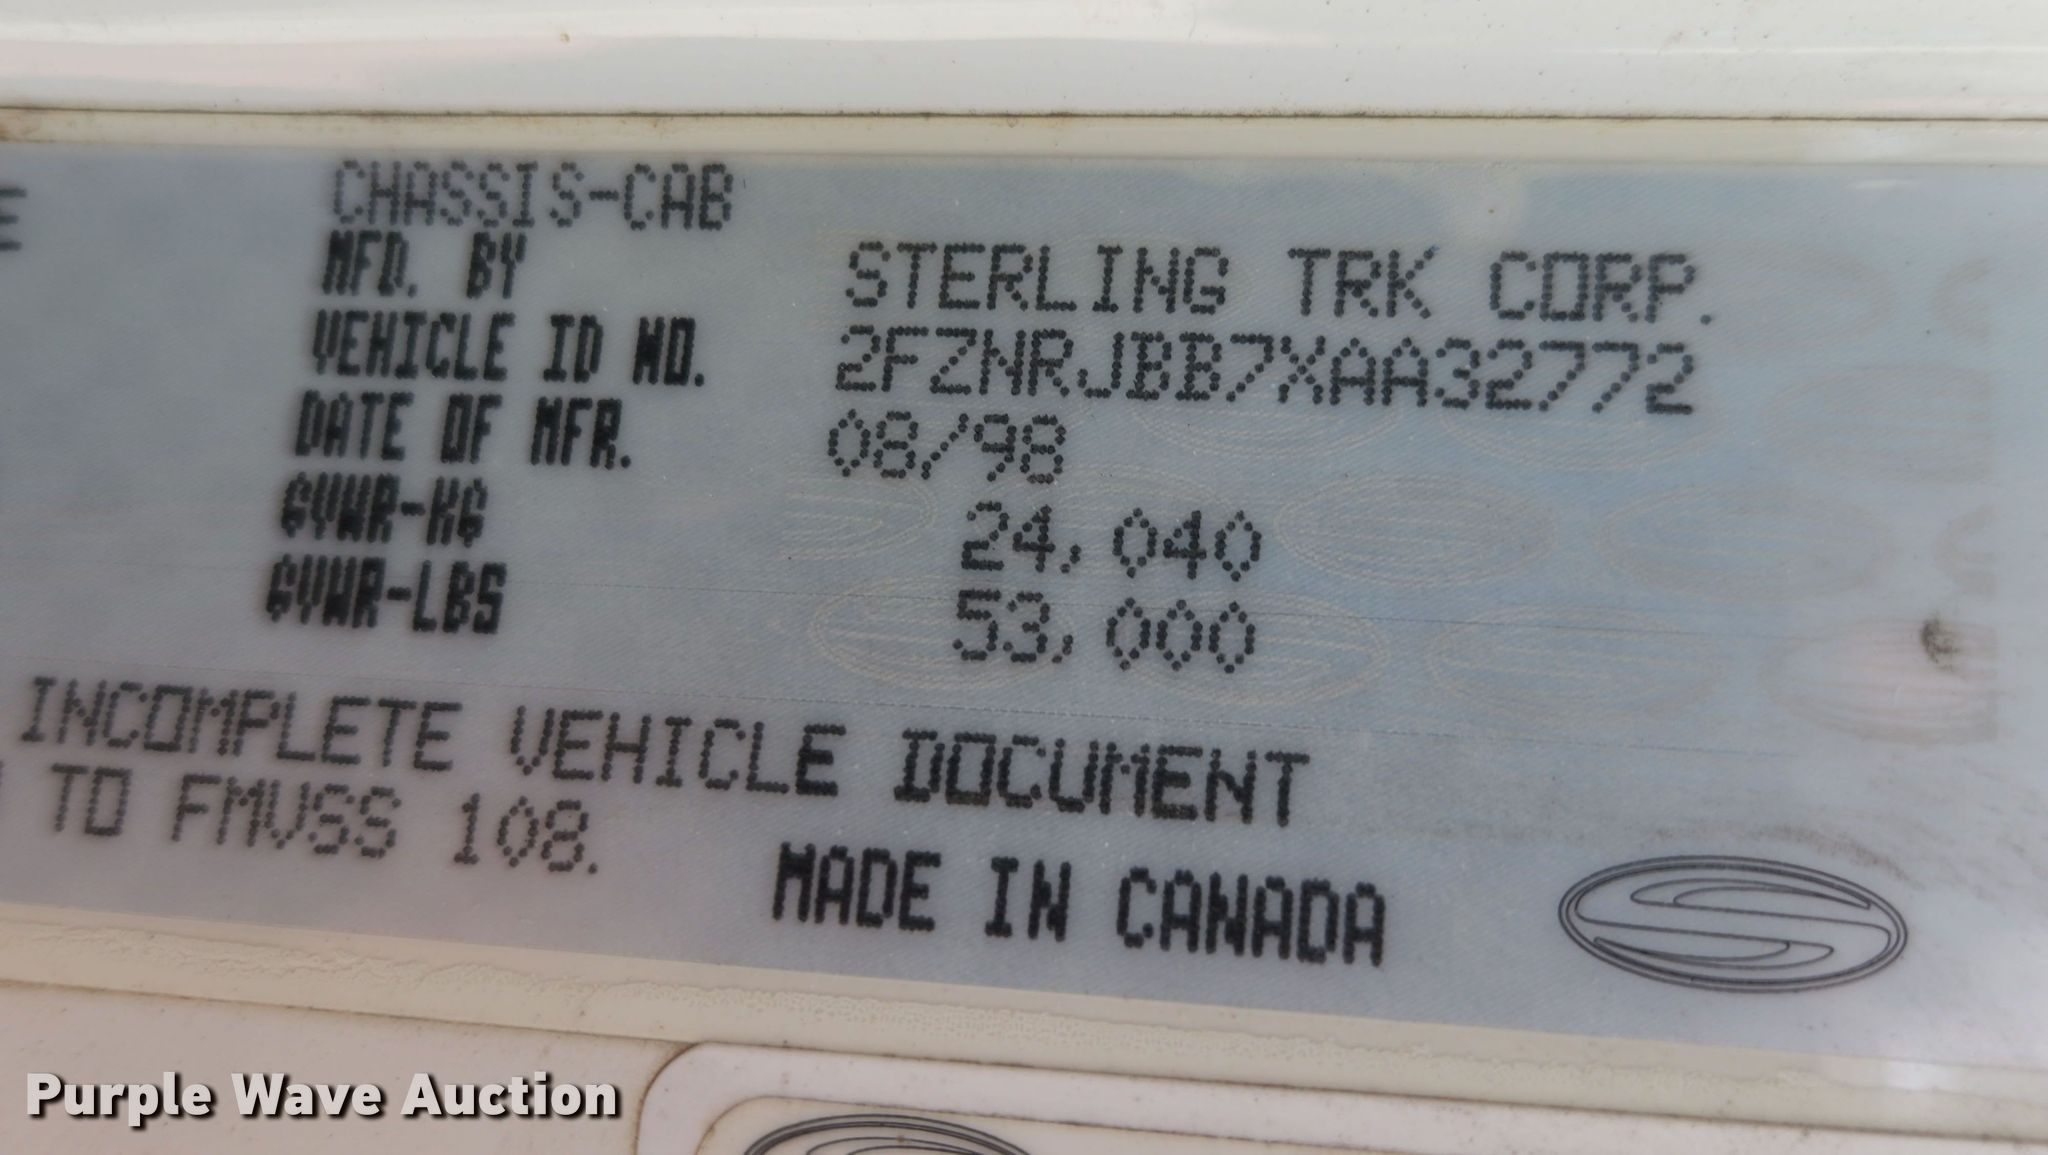 CHASSIS-CAB
MFD. BY STERLING TRK CORP.
VEHICLE ID NO. 2FZNRJBB7XAA32772
DATE OF MFR. 08/98
GVWR-KG 24,040
GVWR-LBS 53,000
INCOMPLETE VEHICLE DOCUMENT
TO FMVSS 108.
MADE IN CANADA
Purple Wave Auction